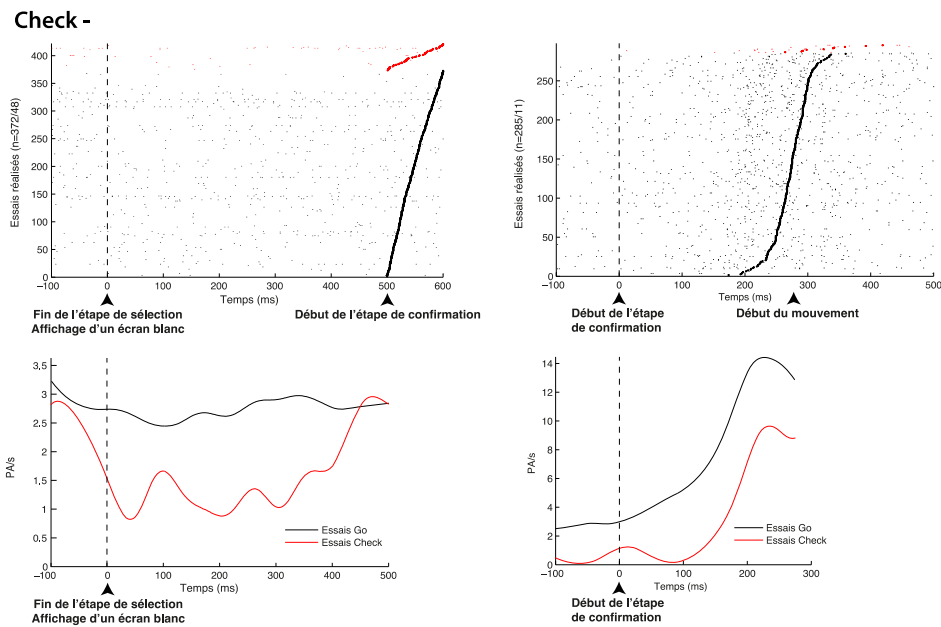 Check -
Essais réalisés (n=372/48)
400
350
300
250
200
150
100
50
0
–100 0 100 200 300 400 500 600
Temps (ms)
Fin de l'étape de sélection
Affichage d'un écran blanc
Début de l'étape de confirmation
Essais réalisés (n=285/11)
250
200
150
100
50
0
–100 0 100 200 300 400 500
Temps (ms)
Début de l'étape
de confirmation
Début du mouvement
PA/s
3,5
3
2.5
2
1.5
1
0.5
0
Essais Go
Essais Check
–100 0 100 200 300 400 500
Temps (ms)
Fin de l'étape de sélection
Affichage d'un écran blanc
PA/s
14
12
10
8
6
4
2
0
Essais Go
Essais Check
–100 0 100 200 300
Temps (ms)
Début de l'étape
de confirmation